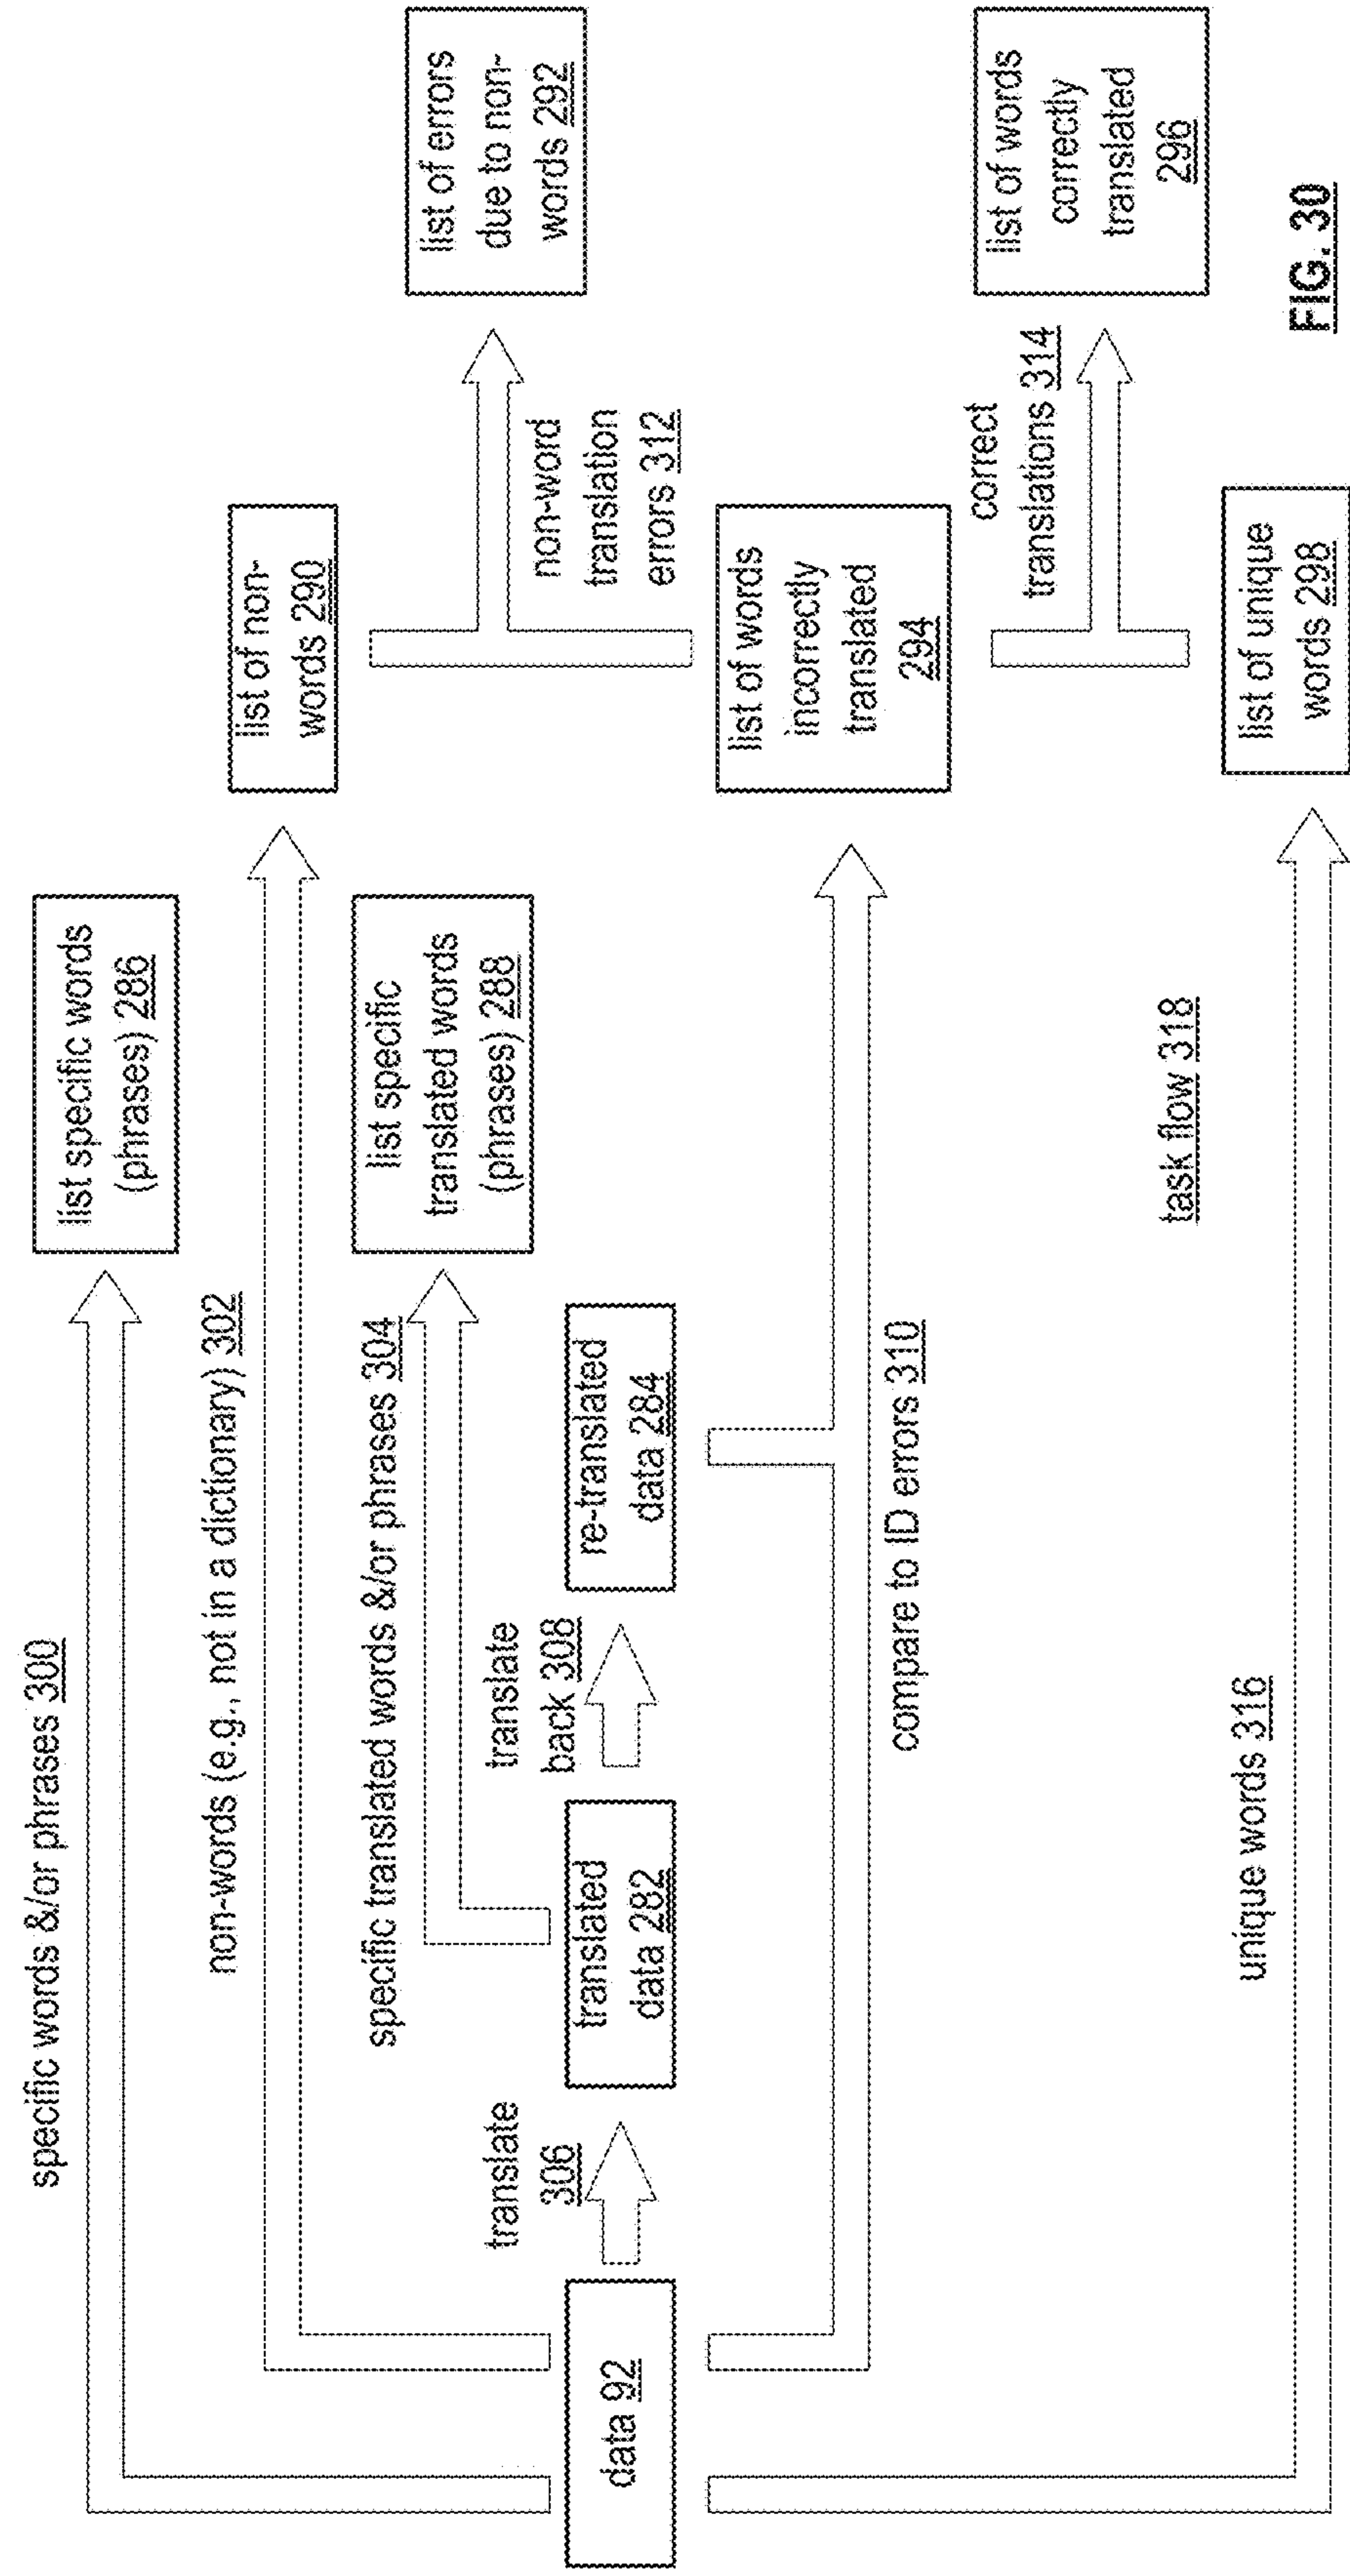 specific words &/or phrases 300
list specific words
(phrases) 286
non-words (e.g., not in a dictionary) 302
list of non-
words 290
specific translated words &/or phrases 304
list specific
translated words
(phrases) 288
list of errors
due to non-
words 292
non-word
translation
errors 312
translate
306
translate
back 308
data 92
translated
data 282
re-translated
data 284
compare to ID errors 310
list of words
incorrectly
translated
294
correct
translations 314
list of words
correctly
translated
296
task flow 318
unique words 316
list of unique
words 298
FIG. 30